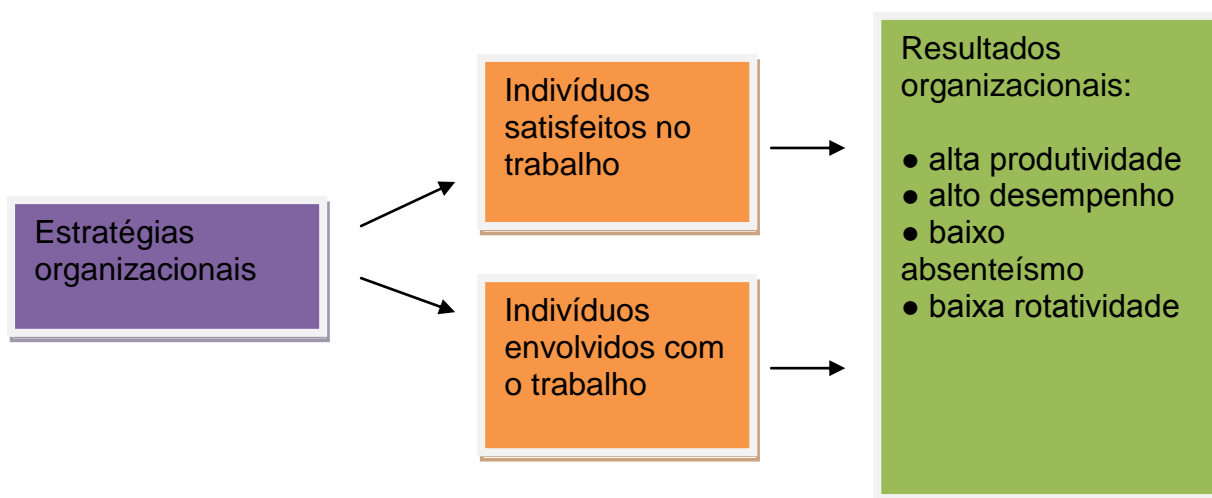 Estratégias
organizacionais
Indivíduos
satisfeitos no
trabalho
Indivíduos
envolvidos com
o trabalho
Resultados
organizacionais:
● alta produtividade
● alto desempenho
● baixo
absenteísmo
● baixa rotatividade